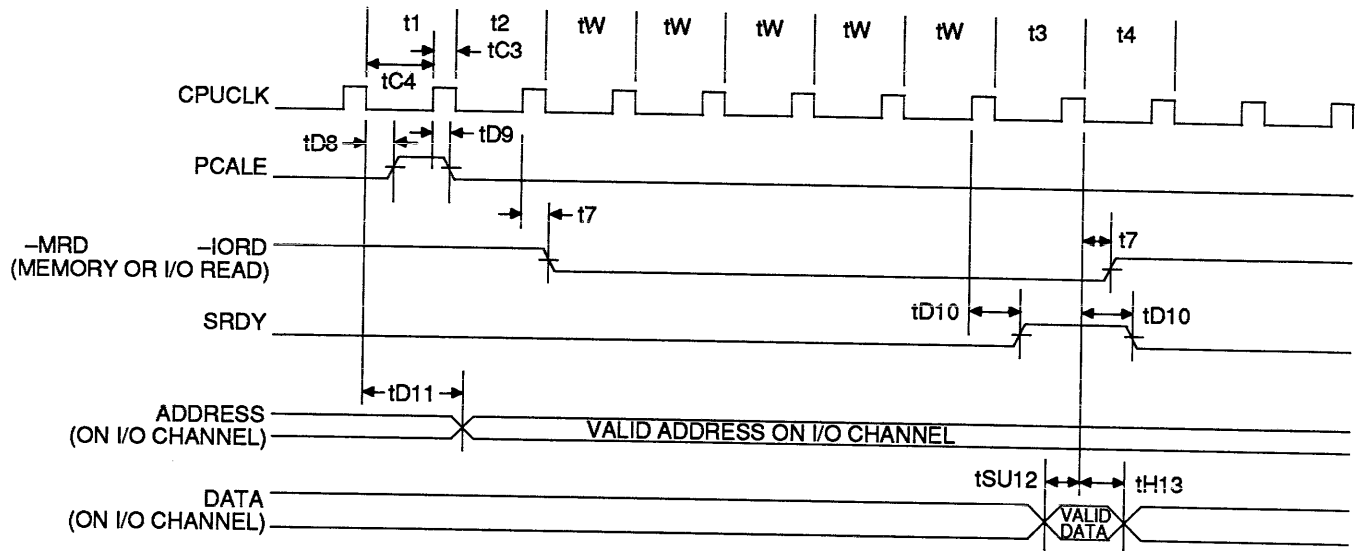 t1 t2 tW tW tW tW tW t3 t4
tC3
tC4
CPUCLK
tD8 tD9
PCALE
t7
–MRD –IORD
(MEMORY OR I/O READ)
t7
SRDY
tD10 tD10
tD11
ADDRESS
(ON I/O CHANNEL)
VALID ADDRESS ON I/O CHANNEL
tSU12 tH13
DATA
(ON I/O CHANNEL)
VALID
DATA